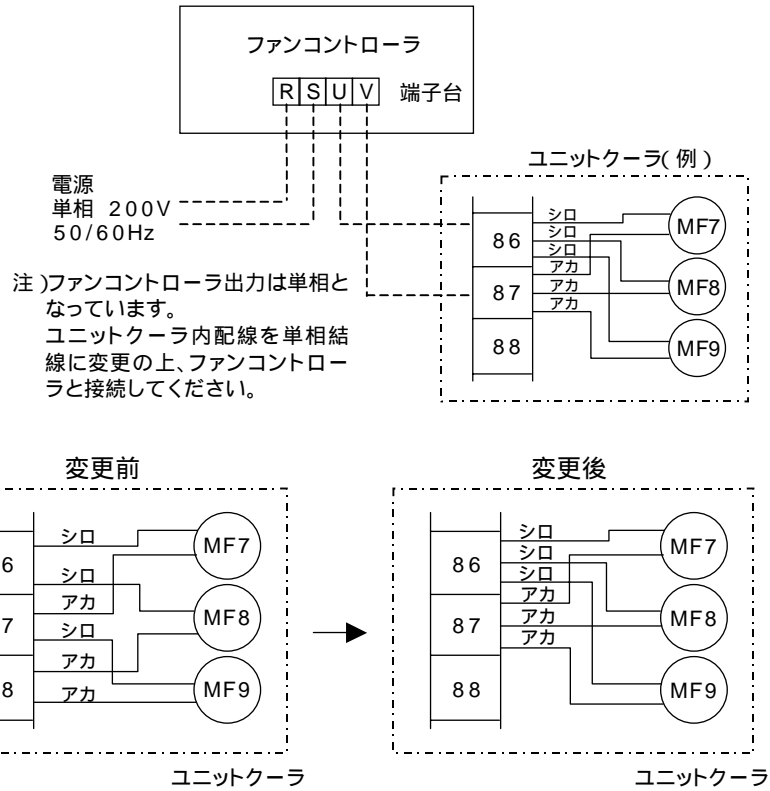 ファンコントローラ
R S U V 端子台
ユニットクーラ(例)
電源
単相 200V
50/60Hz
86
87
88
シロ
シロ
シロ
アカ
アカ
アカ
MF7
MF8
MF9
注)ファンコントローラ出力は単相と
なっています。
ユニットクーラ内配線を単相結
線に変更の上、ファンコントロー
ラと接続してください。
変更前
6
7
8
シロ
シロ
アカ
シロ
アカ
アカ
MF7
MF8
MF9
ユニットクーラ
変更後
86
87
88
シロ
シロ
シロ
アカ
アカ
アカ
MF7
MF8
MF9
ユニットクーラ